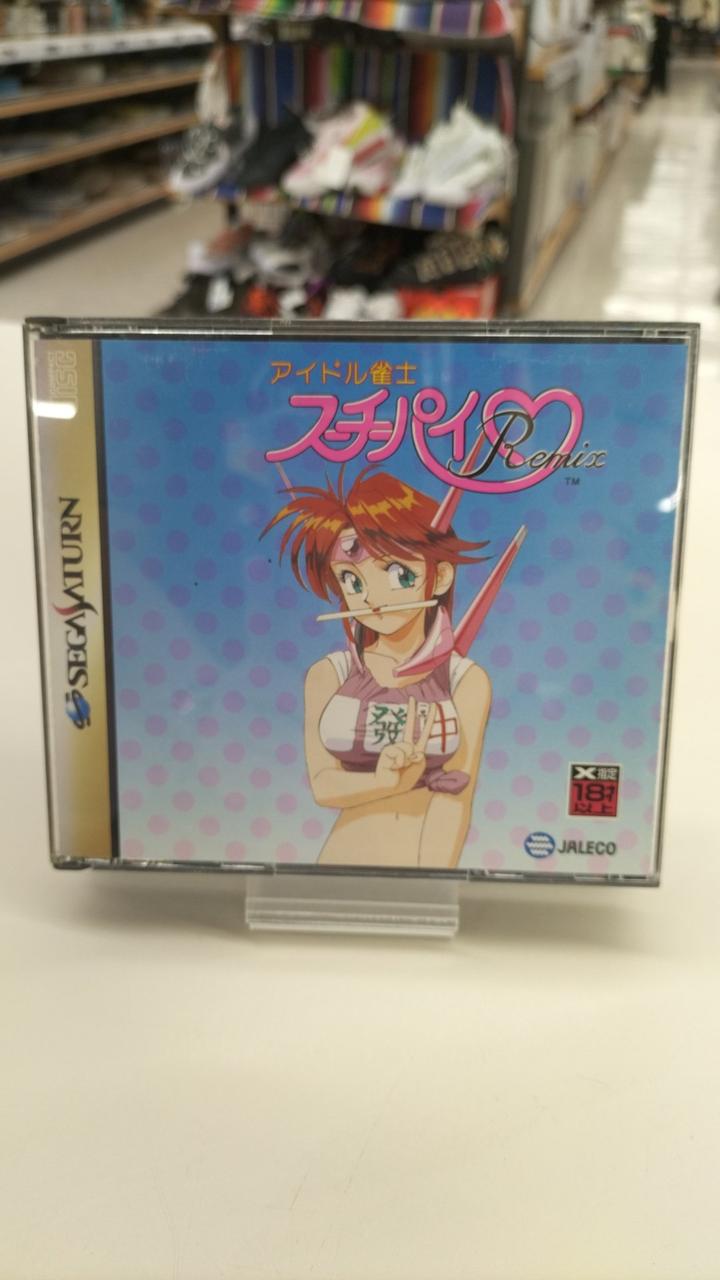 アイドル雀士
スーチーパイ Remix
TM
SEGA SATURN
發 中
X指定
18才
以上
JALECO